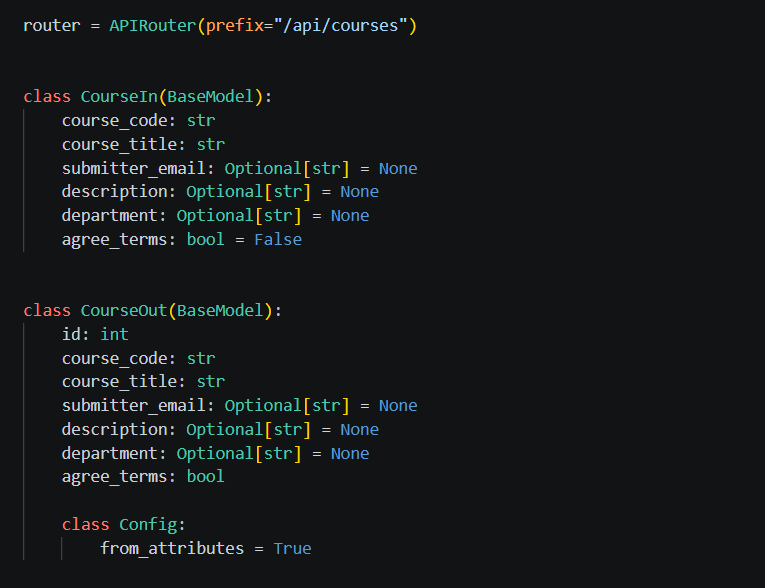 router = APIRouter(prefix="/api/courses")
class CourseIn(BaseModel):
    course_code: str
    course_title: str
    submitter_email: Optional[str] = None
    description: Optional[str] = None
    department: Optional[str] = None
    agree_terms: bool = False
class CourseOut(BaseModel):
    id: int
    course_code: str
    course_title: str
    submitter_email: Optional[str] = None
    description: Optional[str] = None
    department: Optional[str] = None
    agree_terms: bool
    class Config:
        from_attributes = True